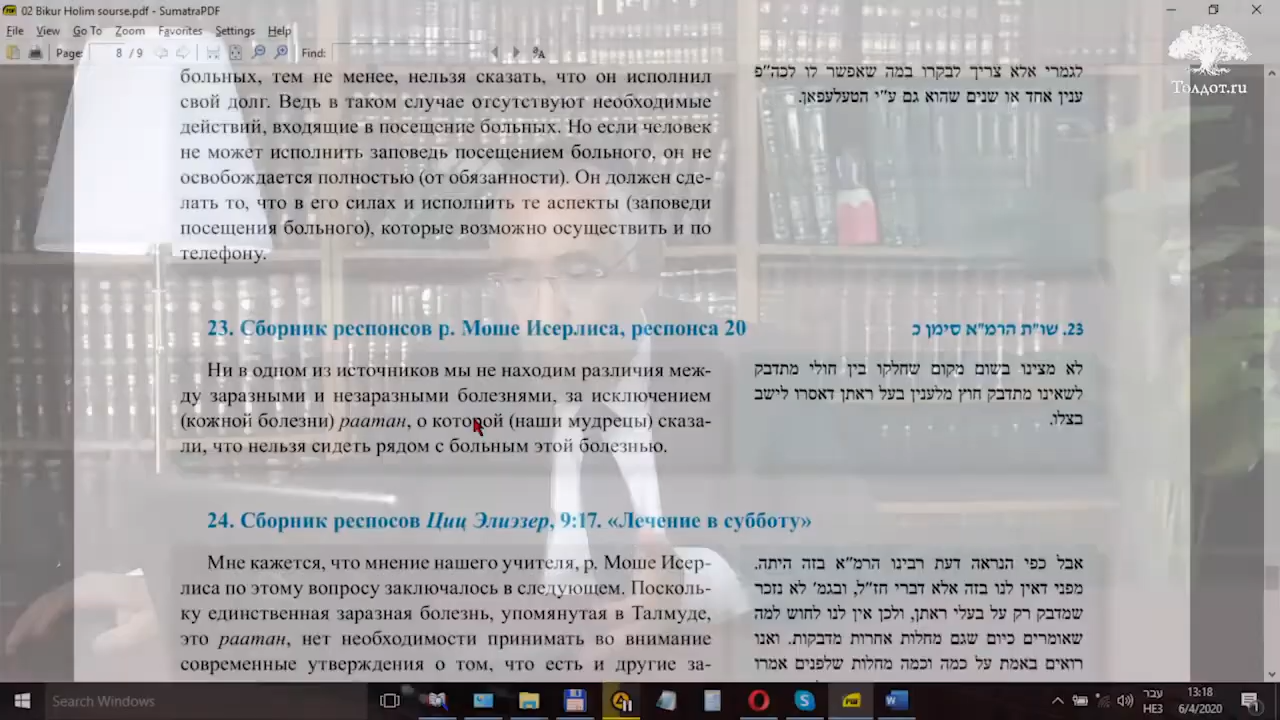 02 Bikur Holim sourse.pdf - SumatraPDF
File View Go To Zoom Favorites Settings Help
Page: 8 / 9 Find:
Толдот.ru
больных, тем не менее, нельзя сказать, что он исполнил
свой долг. Ведь в таком случае отсутствуют необходимые
действий, входящие в посещение больных. Но если человек
не может исполнить заповедь посещением больного, он не
освобождается полностью (от обязанности). Он должен сде-
лать то, что в его силах и исполнить те аспекты (заповеди
посещения больного), которые возможно осуществить и по
телефону.
לגמרי אלא צריך לבקרו במה שאפשר לו לכה"פ
ענין אחד או שנים שהוא גם ע"י הטעלעפאן.
23. Сборник респонсов р. Моше Исерлиса, респонса 20
23. שו"ת הרמ"א סימן כ
Ни в одном из источников мы не находим различия меж-
ду заразными и незаразными болезнями, за исключением
(кожной болезни) раатан, о которой (наши мудрецы) сказа-
ли, что нельзя сидеть рядом с больным этой болезнью.
לא מצינו בשום מקום שחלקו בין חולי מתדבק
לשאינו מתדבק חוץ מלענין בעל ראתן דאסרו לישב
בצלו.
24. Сборник респосов Циц Элиэзер, 9:17. «Лечение в субботу»
Мне кажется, что мнение нашего учителя, р. Моше Исер-
лиса по этому вопросу заключалось в следующем. Посколь-
ку единственная заразная болезнь, упомянутая в Талмуде,
это раатан, нет необходимости принимать во внимание
современные утверждения о том, что есть и другие за-
אבל כפי הנראה דעת רבינו הרמ"א בזה היתה.
מפני דאין לנו בזה אלא דברי חז"ל, ובגמ' לא נזכר
שמדבק רק על בעלי ראתן, ולכן אין לנו לחוש למה
שאומרים כיום שגם מחלות אחרות מדבקות. ואנו
רואים באמת על כמה וכמה מחלות שלפנים אמרו
Search Windows
עבר
HE3
13:18
6/4/2020